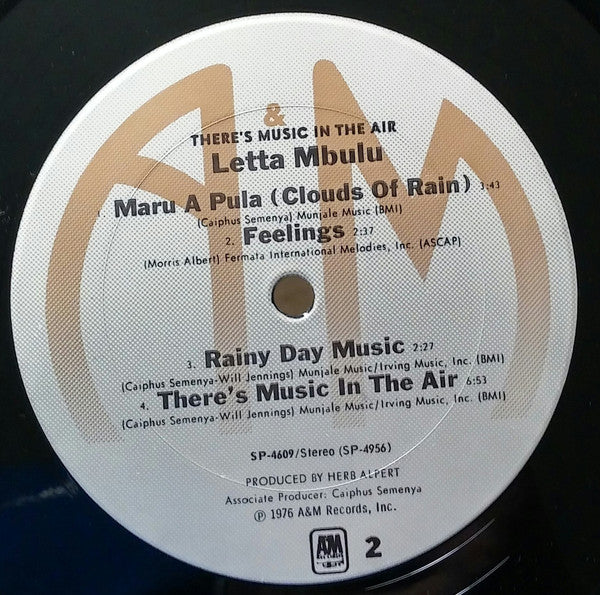 A&M
THERE'S MUSIC IN THE AIR
Letta Mbulu
1. Maru A Pula (Clouds Of Rain) 3:43
(Caiphus Semenya) Munjale Music (BMI)
2. Feelings 2:37
(Morris Albert) Fermata International Melodies, Inc. (ASCAP)
3. Rainy Day Music 2:27
(Caiphus Semenya-Will Jennings) Munjale Music/Irving Music, Inc. (BMI)
4. There's Music In The Air 6:53
(Caiphus Semenya-Will Jennings) Munjale Music/Irving Music, Inc. (BMI)
SP-4609/Stereo (SP-4956)
PRODUCED BY HERB ALPERT
Associate Producer: Caiphus Semenya
℗ 1976 A&M Records, Inc.
A&M 2